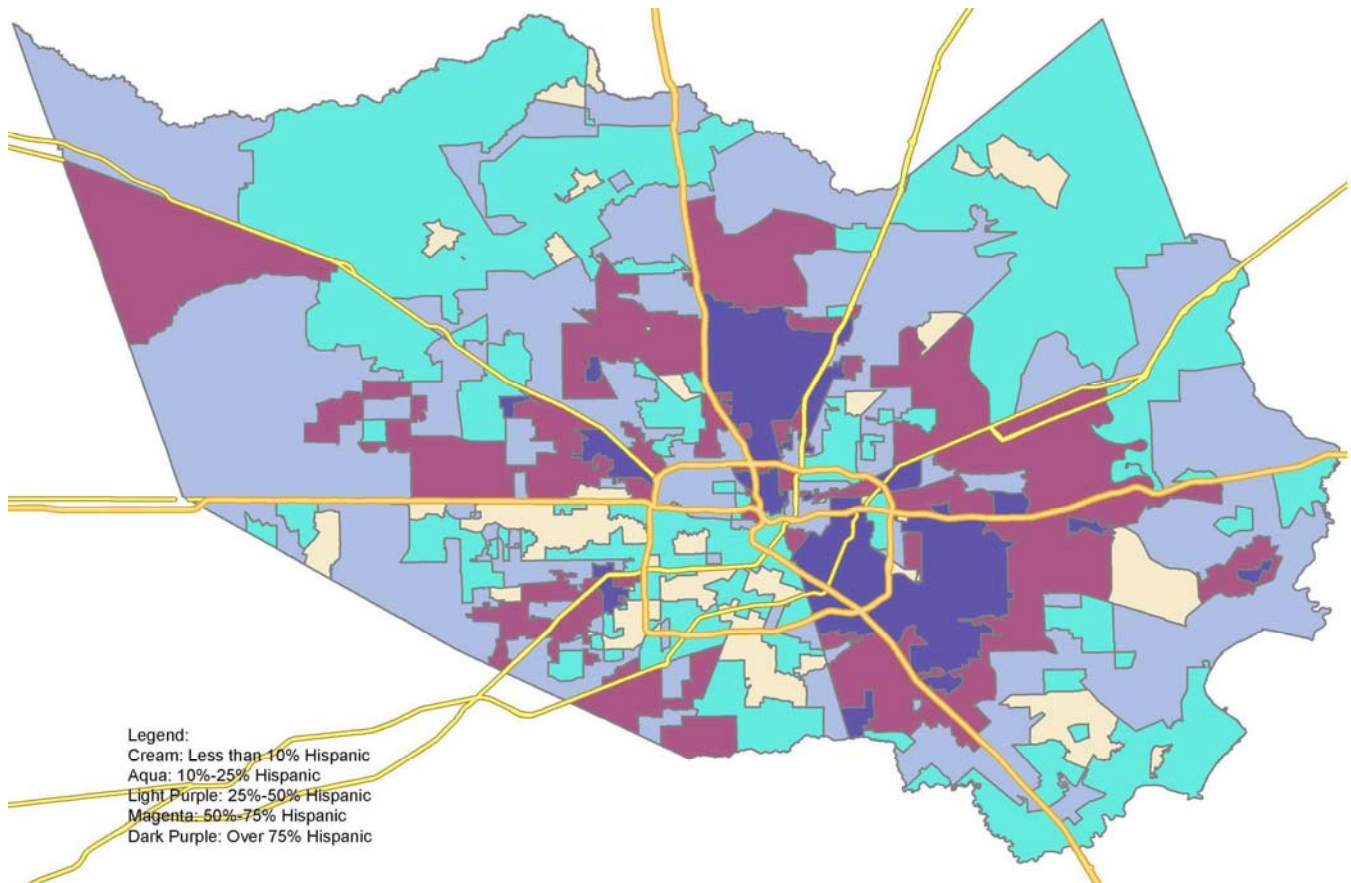 Legend:
Cream: Less than 10% Hispanic
Aqua: 10%-25% Hispanic
Light Purple: 25%-50% Hispanic
Magenta: 50%-75% Hispanic
Dark Purple: Over 75% Hispanic